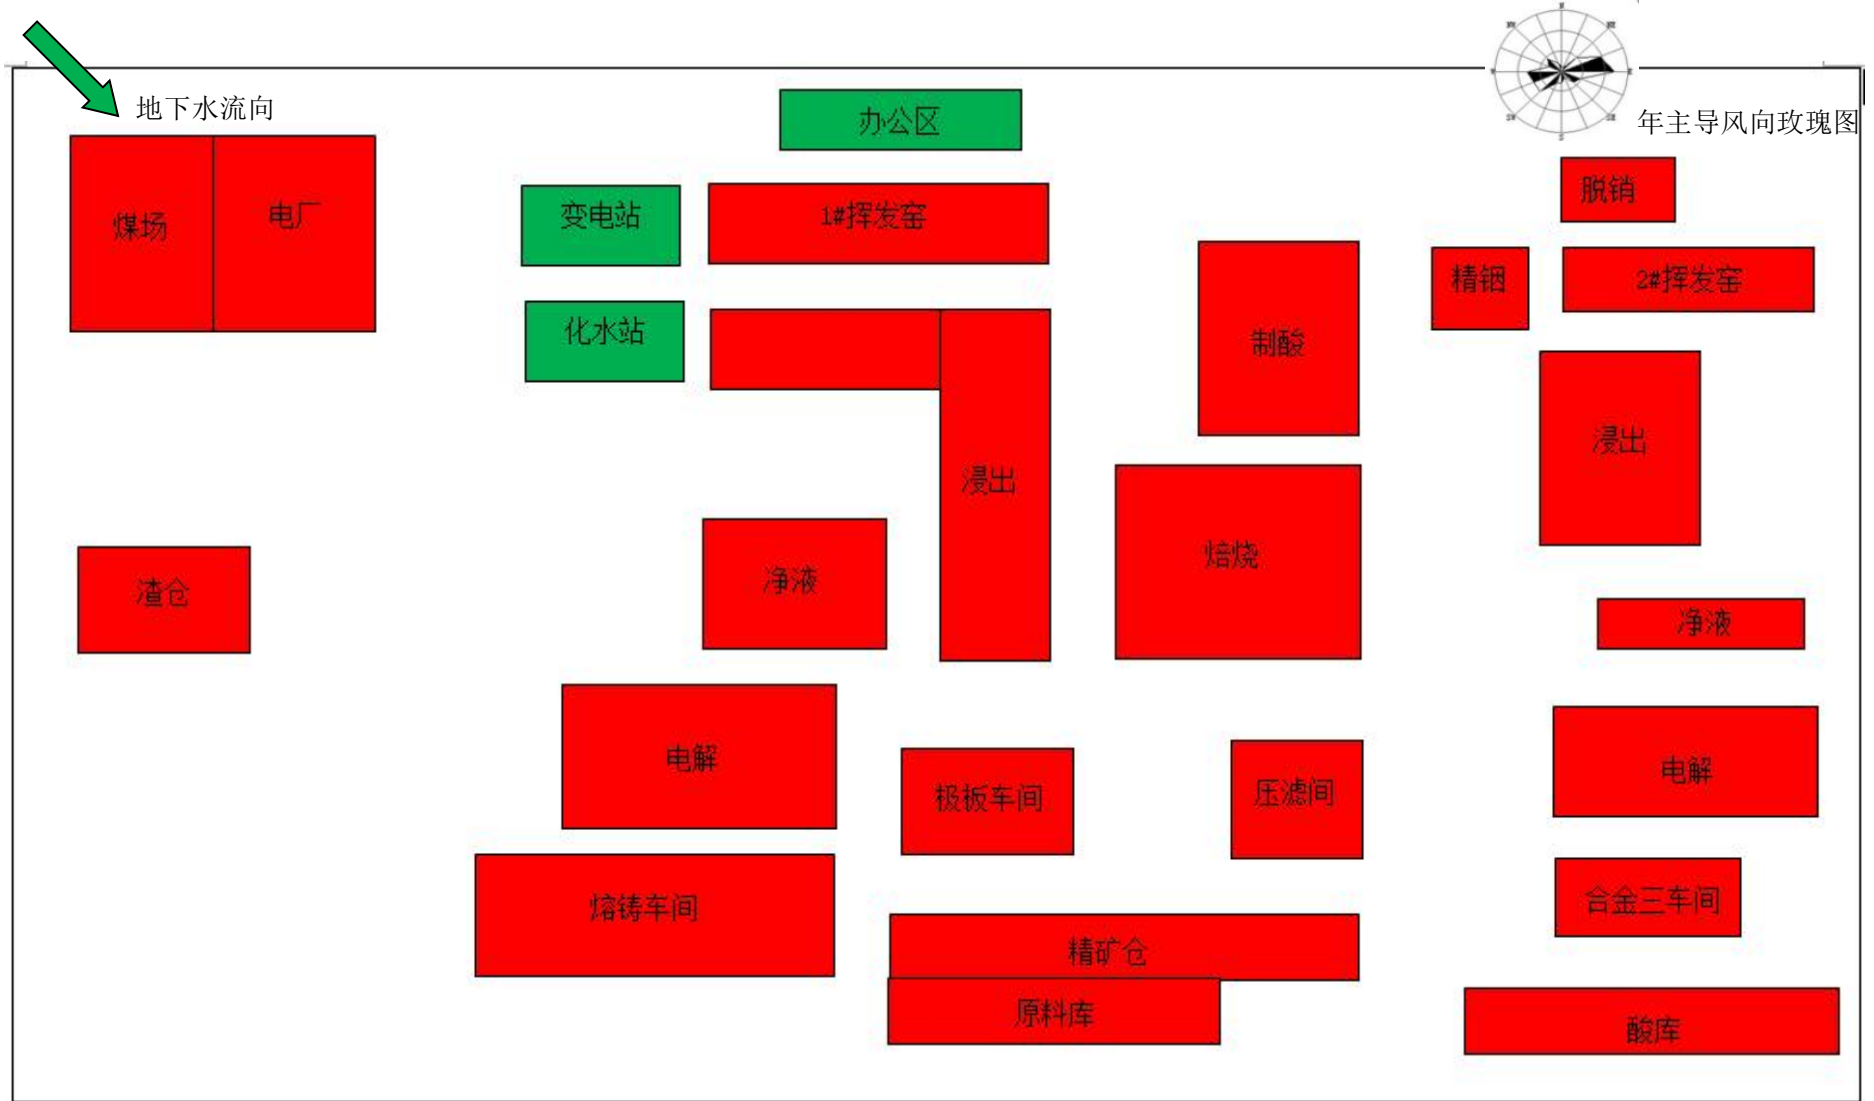 地下水流向
年主导风向玫瑰图
办公区
煤场
电厂
变电站
1#挥发窑
脱销
精铟
2#挥发窑
化水站
制酸
浸出
浸出
焙烧
净液
渣仓
净液
电解
极板车间
压滤间
电解
熔铸车间
合金三车间
精矿仓
原料库
酸库